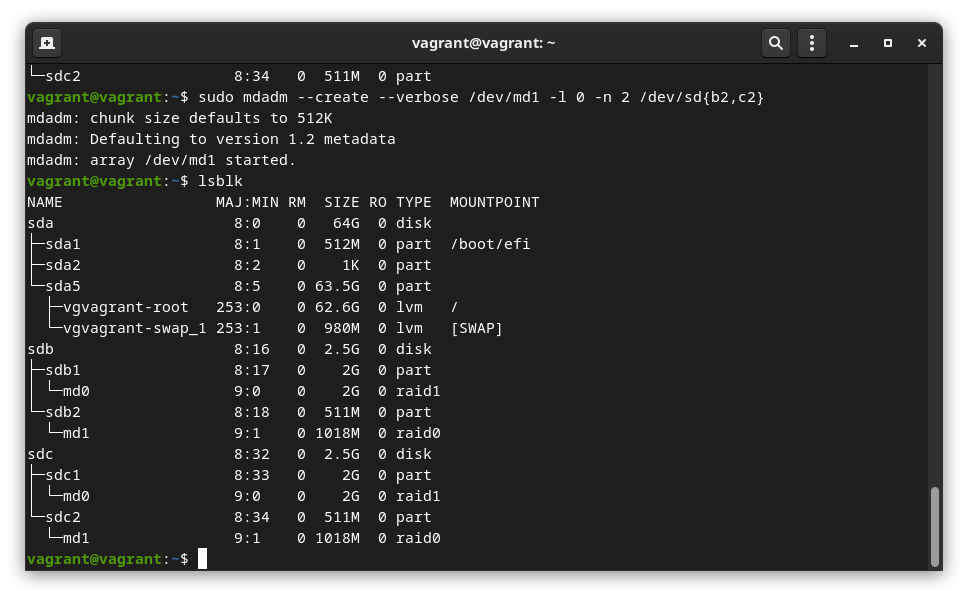 vagrant@vagrant: ~
└─sdc2                 8:34   0  511M  0 part
vagrant@vagrant:~$ sudo mdadm --create --verbose /dev/md1 -l 0 -n 2 /dev/sd{b2,c2}
mdadm: chunk size defaults to 512K
mdadm: Defaulting to version 1.2 metadata
mdadm: array /dev/md1 started.
vagrant@vagrant:~$ lsblk
NAME                 MAJ:MIN RM  SIZE RO TYPE  MOUNTPOINT
sda                    8:0    0   64G  0 disk
├─sda1                 8:1    0  512M  0 part  /boot/efi
├─sda2                 8:2    0    1K  0 part
└─sda5                 8:5    0 63.5G  0 part
  ├─vgvagrant-root   253:0    0 62.6G  0 lvm   /
  └─vgvagrant-swap_1 253:1    0  980M  0 lvm   [SWAP]
sdb                    8:16   0  2.5G  0 disk
├─sdb1                 8:17   0    2G  0 part
│ └─md0                9:0    0    2G  0 raid1
└─sdb2                 8:18   0  511M  0 part
  └─md1                9:1    0 1018M  0 raid0
sdc                    8:32   0  2.5G  0 disk
├─sdc1                 8:33   0    2G  0 part
│ └─md0                9:0    0    2G  0 raid1
└─sdc2                 8:34   0  511M  0 part
  └─md1                9:1    0 1018M  0 raid0
vagrant@vagrant:~$